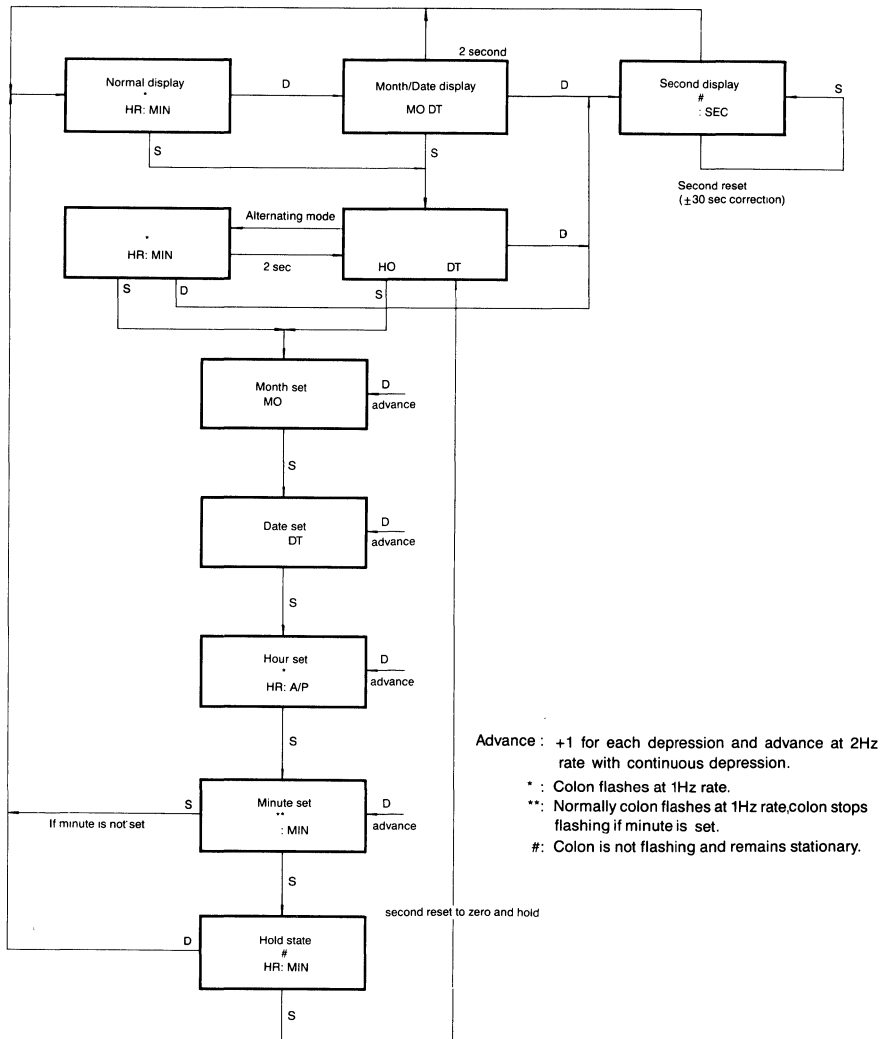 2 second
Normal display
*
HR: MIN
D
Month/Date display
MO DT
D
Second display
#
: SEC
S
S
S
Second reset
(±30 sec correction)
Alternating mode
*
HR: MIN
2 sec
HO DT
D
S
D
S
Month set
MO
D
advance
S
Date set
DT
D
advance
S
Hour set
*
HR: A/P
D
advance
S
Minute set
**
: MIN
D
advance
S
If minute is not set
S
second reset to zero and hold
D
Hold state
#
HR: MIN
S
Advance : +1 for each depression and advance at 2Hz
rate with continuous depression.
* : Colon flashes at 1Hz rate.
**: Normally colon flashes at 1Hz rate,colon stops
flashing if minute is set.
#: Colon is not flashing and remains stationary.